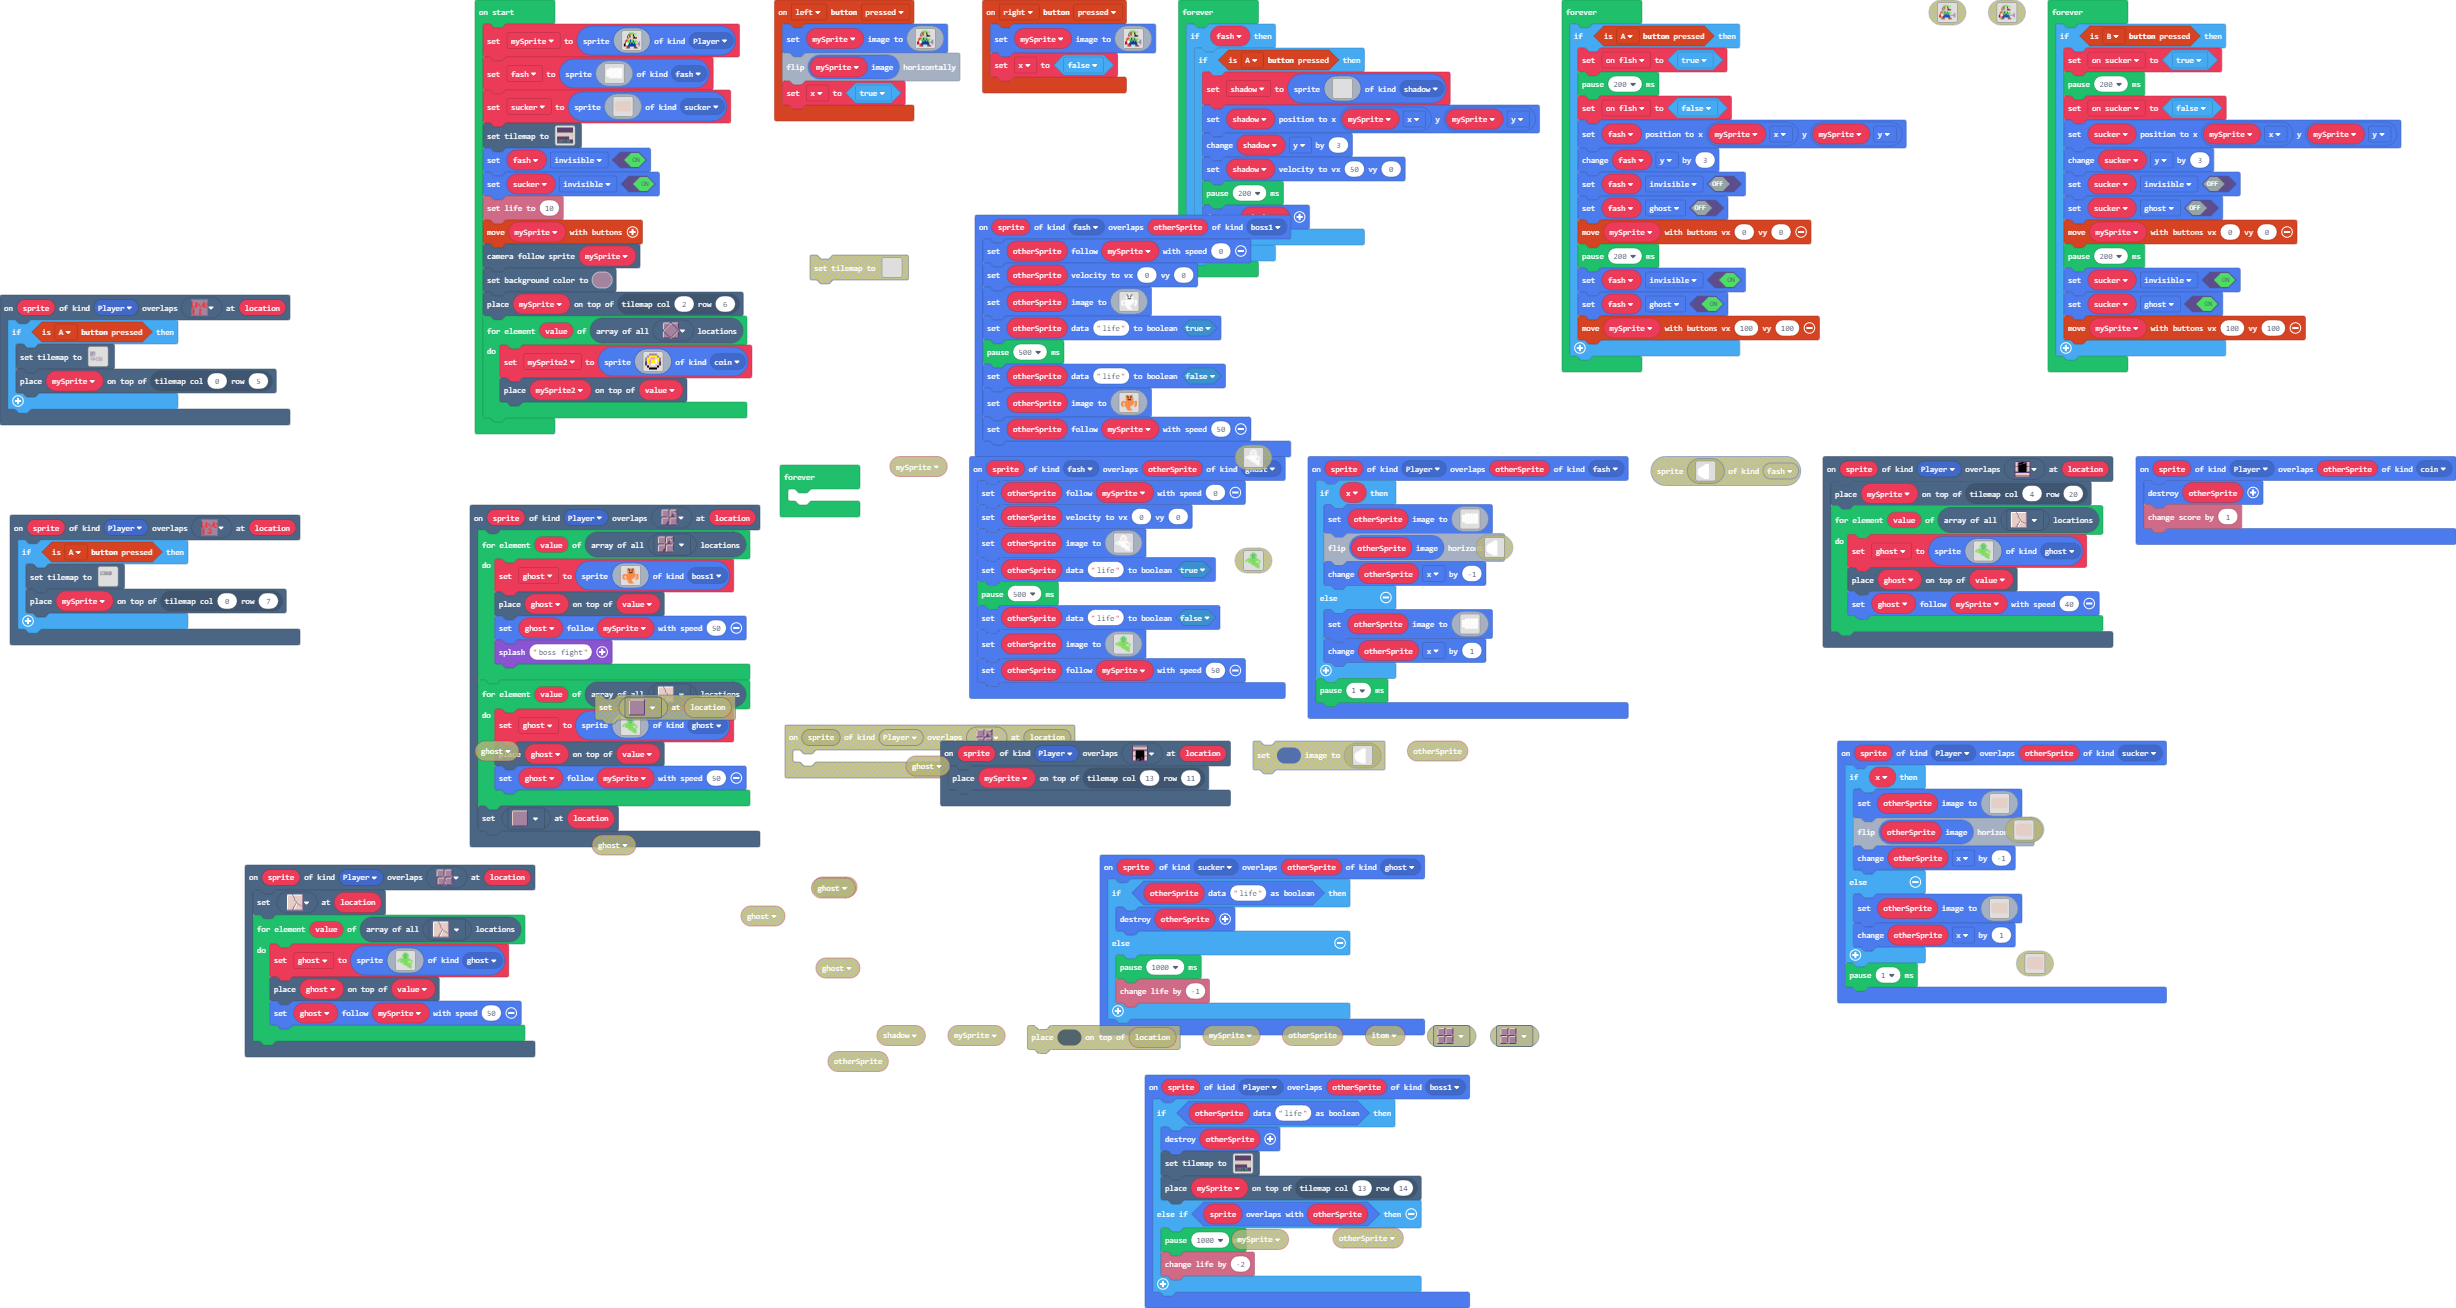 on start
set mySprite to sprite of kind Player
set fash to sprite of kind fash
set sucker to sprite of kind sucker
set tilemap to
set fash invisible ON
set sucker invisible ON
set life to 10
move mySprite with buttons
camera follow sprite mySprite
set background color to
place mySprite on top of tilemap col 2 row 6
for element value of array of all locations
do
set mySprite2 to sprite of kind coin
place mySprite2 on top of value
on left button pressed
set mySprite image to
flip mySprite image horizontally
set x to true
on right button pressed
set mySprite image to
set x to false
forever
if fash then
if is A button pressed then
set shadow to sprite of kind shadow
set shadow position to x mySprite x y mySprite y
change shadow y by 3
set shadow velocity to vx 50 vy 0
pause 200 ms
forever
if is A button pressed then
set on flsh to true
pause 200 ms
set on flsh to false
set fash position to x mySprite x y mySprite y
change fash y by 3
set fash invisible OFF
set fash ghost OFF
move mySprite with buttons vx 0 vy 0
pause 200 ms
set fash invisible ON
set fash ghost ON
move mySprite with buttons vx 100 vy 100
forever
if is B button pressed then
set on sucker to true
pause 200 ms
set on sucker to false
set sucker position to x mySprite x y mySprite y
change sucker y by 3
set sucker invisible OFF
set sucker ghost OFF
move mySprite with buttons vx 0 vy 0
pause 200 ms
set sucker invisible ON
set sucker ghost ON
move mySprite with buttons vx 100 vy 100
on sprite of kind fash overlaps otherSprite of kind boss1
set otherSprite follow mySprite with speed 0
set otherSprite velocity to vx 0 vy 0
set otherSprite image to
set otherSprite data "life" to boolean true
pause 500 ms
set otherSprite data "life" to boolean false
set otherSprite image to
set otherSprite follow mySprite with speed 50
set tilemap to
on sprite of kind Player overlaps at location
if is A button pressed then
set tilemap to
place mySprite on top of tilemap col 0 row 5
forever
mySprite
on sprite of kind fash overlaps otherSprite of kind ghost
set otherSprite follow mySprite with speed 0
set otherSprite velocity to vx 0 vy 0
set otherSprite image to
set otherSprite data "life" to boolean true
pause 500 ms
set otherSprite data "life" to boolean false
set otherSprite image to
set otherSprite follow mySprite with speed 50
on sprite of kind Player overlaps otherSprite of kind fash
if x then
set otherSprite image to
flip otherSprite image horizon
change otherSprite x by -1
else
set otherSprite image to
change otherSprite x by 1
pause 1 ms
sprite of kind fash
on sprite of kind Player overlaps at location
place mySprite on top of tilemap col 4 row 20
for element value of array of all locations
do
set ghost to sprite of kind ghost
place ghost on top of value
set ghost follow mySprite with speed 40
on sprite of kind Player overlaps otherSprite of kind coin
destroy otherSprite
change score by 1
on sprite of kind Player overlaps at location
if is A button pressed then
set tilemap to
place mySprite on top of tilemap col 0 row 7
on sprite of kind Player overlaps at location
for element value of array of all locations
do
set ghost to sprite of kind boss1
place ghost on top of value
set ghost follow mySprite with speed 50
splash "boss fight"
for element value of array of all locations
set at location
do
set ghost to sprite of kind ghost
ghost
ghost on top of value
set ghost follow mySprite with speed 50
set at location
ghost
on sprite of kind Player overlaps at location
ghost
on sprite of kind Player overlaps at location
place mySprite on top of tilemap col 13 row 11
set image to
otherSprite
on sprite of kind Player overlaps otherSprite of kind sucker
if x then
set otherSprite image to
flip otherSprite image horizon
change otherSprite x by -1
else
set otherSprite image to
change otherSprite x by 1
pause 1 ms
on sprite of kind Player overlaps at location
set at location
for element value of array of all locations
do
set ghost to sprite of kind ghost
place ghost on top of value
set ghost follow mySprite with speed 50
ghost
ghost
ghost
on sprite of kind sucker overlaps otherSprite of kind ghost
if otherSprite data "life" as boolean then
destroy otherSprite
else
pause 1000 ms
change life by -1
shadow
mySprite
place on top of location
mySprite
otherSprite
item
otherSprite
on sprite of kind Player overlaps otherSprite of kind boss1
if otherSprite data "life" as boolean then
destroy otherSprite
set tilemap to
place mySprite on top of tilemap col 13 row 14
else if sprite overlaps with otherSprite then
pause 1000
mySprite
otherSprite
change life by -2